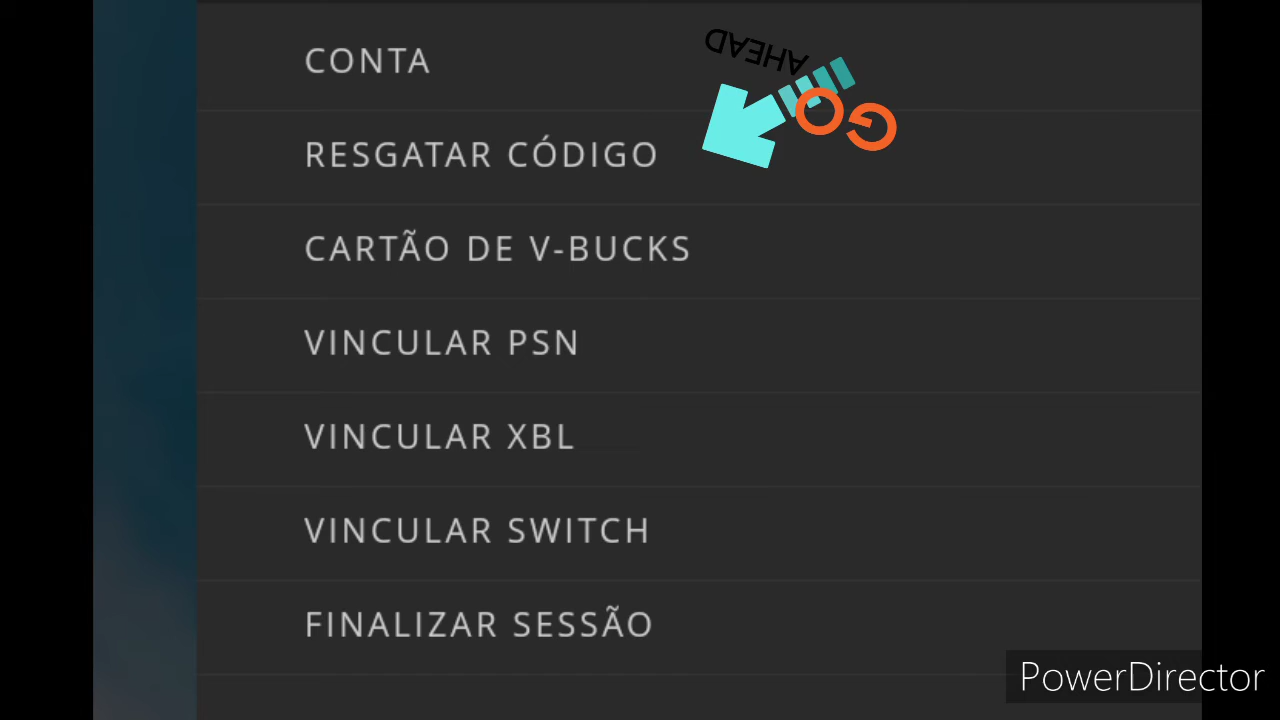 CONTA
AHEAD
GO
RESGATAR CÓDIGO
CARTÃO DE V-BUCKS
VINCULAR PSN
VINCULAR XBL
VINCULAR SWITCH
FINALIZAR SESSÃO
PowerDirector